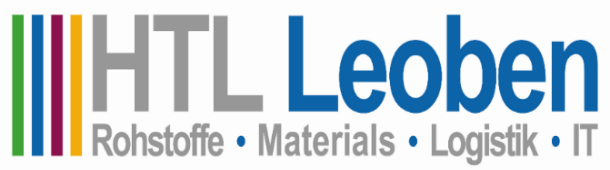 HTL Leoben
Rohstoffe • Materials • Logistik • IT